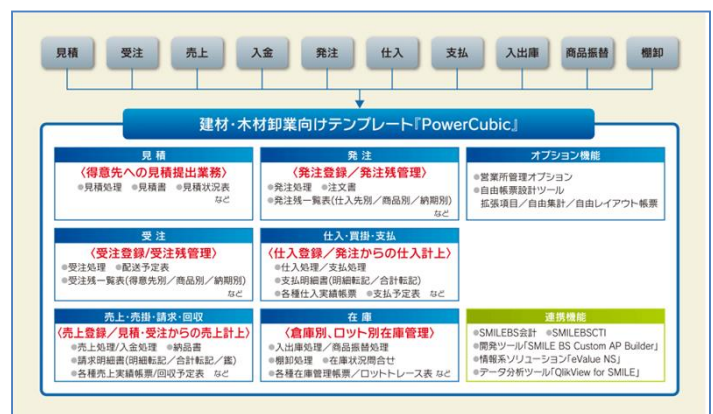 見積 受注 売上 入金 発注 仕入 支払 入出庫 商品振替 棚卸
建材・木材卸業向けテンプレート『PowerCubic』
見積
〈得意先への見積提出業務〉
●見積処理 ●見積書 ●見積状況表
など
発注
〈発注登録／発注残管理〉
●発注処理 ●注文書
●発注残一覧表(仕入先別／商品別／納期別)
など
オプション機能
●営業所管理オプション
●自由帳票設計ツール
拡張項目／自由集計／自由レイアウト帳票
受注
〈受注登録/受注残管理〉
●受注処理 ●配送予定表
●受注残一覧表(得意先別／商品別／納期別)
など
仕入・買掛・支払
〈仕入登録／発注からの仕入計上〉
●仕入処理／支払処理
●支払明細書(明細転記／合計転記)
●各種仕入実績帳票 ●支払予定表 など
売上・売掛・請求・回収
〈売上登録／見積・受注からの売上計上〉
●売上処理/入金処理 ●納品書
●請求明細書(明細転記／合計転記／鑑)
●各種売上実績帳票/回収予定表 など
在庫
〈倉庫別、ロット別在庫管理〉
●入出庫処理／商品振替処理
●棚卸処理 ●在庫状況問合せ
●各種在庫管理帳票／ロットトレース表 など
連携機能
●SMILEBS会計 ●SMILEBSCTI
●開発ツール「SMILE BS Custom AP Builder」
●情報系ソリューション「eValue NS」
●データ分析ツール「QlikView for SMILE」